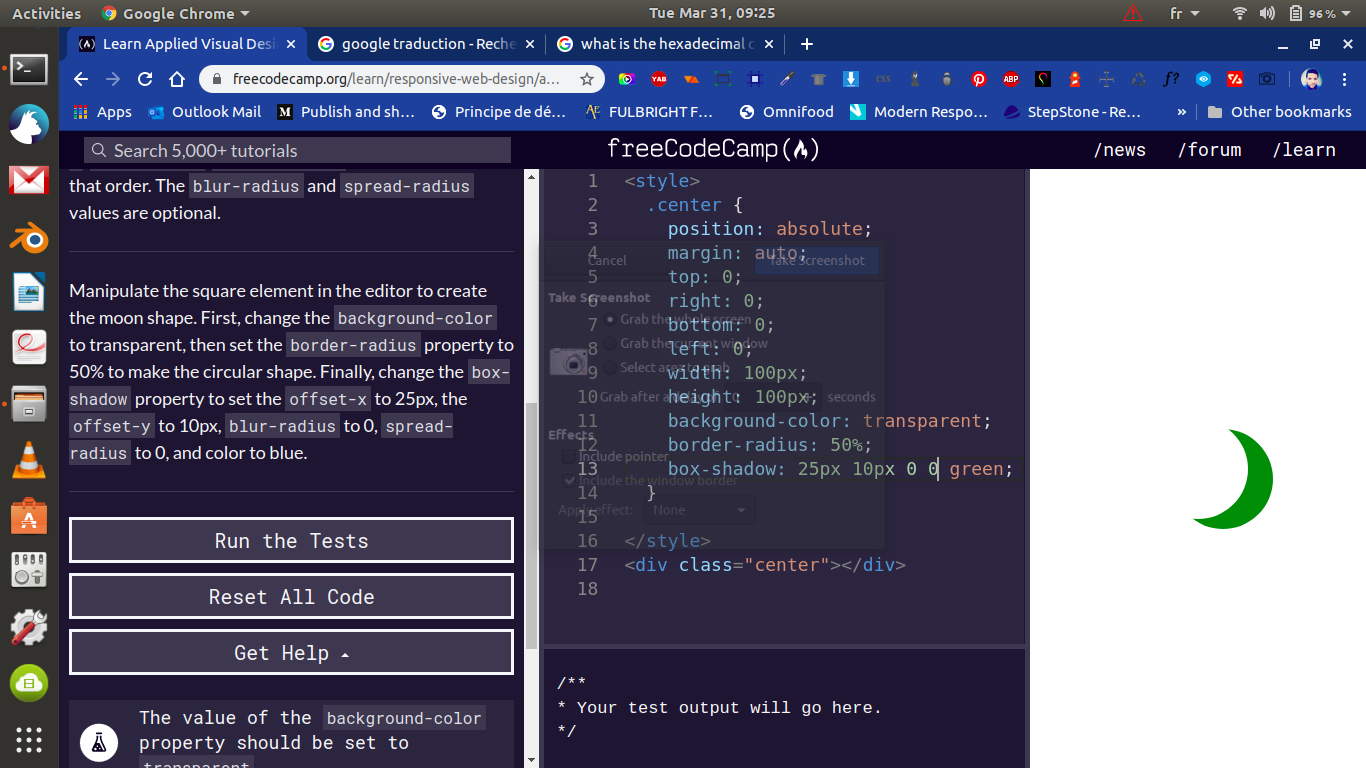 Activities
Google Chrome
Tue Mar 31, 09:25
fr
96 %
Learn Applied Visual Desi
google traduction - Reche
what is the hexadecimal c
freecodecamp.org/learn/responsive-web-design/a...
Apps
Outlook Mail
Publish and sh...
Principe de dé...
FULBRIGHT F...
Omnifood
Modern Respo...
StepStone - Re...
»
Other bookmarks
Search 5,000+ tutorials
freeCodeCamp
/news
/forum
/learn
that order. The blur-radius and spread-radius
values are optional.
Manipulate the square element in the editor to create
the moon shape. First, change the background-color
to transparent, then set the border-radius property to
50% to make the circular shape. Finally, change the box-
shadow property to set the offset-x to 25px, the
offset-y to 10px, blur-radius to 0, spread-
radius to 0, and color to blue.
Run the Tests
Reset All Code
Get Help
The value of the background-color
property should be set to
transparent
1 <style>
2 .center {
3 position: absolute;
4 margin: auto;
5 top: 0;
6 right: 0;
7 bottom: 0;
8 left: 0;
9 width: 100px;
10 height: 100px;
11 background-color: transparent;
12 border-radius: 50%;
13 box-shadow: 25px 10px 0 0 green;
14 }
15
16 </style>
17 <div class="center"></div>
18
Cancel
Take Screenshot
Take Screenshot
Grab the whole screen
Grab the current window
Select area to grab
Grab after a delay of
seconds
Effects
Include pointer
Include the window border
Apply effect:
None
/**
* Your test output will go here.
*/